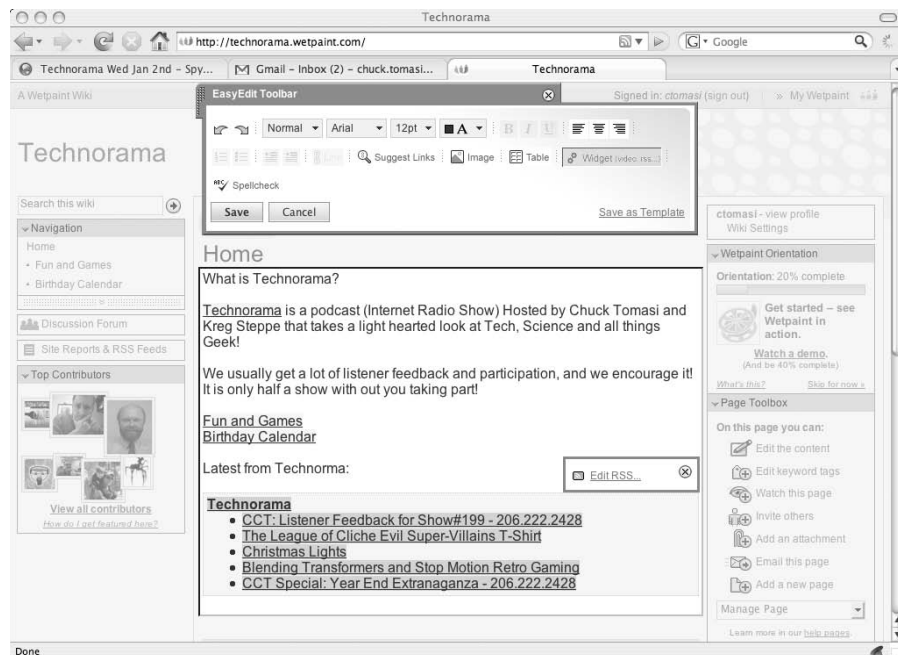 Technorama
http://technorama.wetpaint.com/
G Google
Technorama Wed Jan 2nd – Spy...
Gmail – Inbox (2) – chuck.tomasi...
Technorama
A Wetpaint Wiki
EasyEdit Toolbar
Signed in: ctomasi (sign out) | » My Wetpaint
Normal
Arial
12pt
A
B I U
Link
Suggest Links
Image
Table
Widget (video, rss...)
ABC
Spellcheck
Save
Cancel
Save as Template
Technorama
Search this wiki
Navigation
Home
• Fun and Games
• Birthday Calendar
Discussion Forum
Site Reports & RSS Feeds
Top Contributors
View all contributors
How do I get featured here?
Home
What is Technorama?
Technorama is a podcast (Internet Radio Show) Hosted by Chuck Tomasi and
Kreg Steppe that takes a light hearted look at Tech, Science and all things
Geek!
We usually get a lot of listener feedback and participation, and we encourage it!
It is only half a show with out you taking part!
Fun and Games
Birthday Calendar
Latest from Technorma:
Edit RSS...
Technorama
• CCT: Listener Feedback for Show#199 - 206.222.2428
• The League of Cliche Evil Super-Villains T-Shirt
• Christmas Lights
• Blending Transformers and Stop Motion Retro Gaming
• CCT Special: Year End Extranaganza - 206.222.2428
ctomasi - view profile
Wiki Settings
Wetpaint Orientation
Orientation: 20% complete
Get started – see
Wetpaint in
action.
Watch a demo.
(And be 40% complete)
What's this?
Skip for now »
Page Toolbox
On this page you can:
Edit the content
Edit keyword tags
Watch this page
Invite others
Add an attachment
Email this page
Add a new page
Manage Page
Learn more in our help pages.
Done